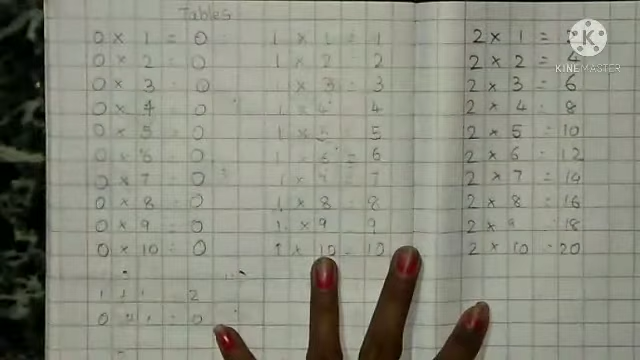 Tables
0 × 1 = 0
0 × 2 = 0
0 × 3 = 0
0 × 4 = 0
0 × 5 = 0
0 × 6 = 0
0 × 7 = 0
0 × 8 = 0
0 × 9 = 0
0 × 10 = 0
1 × 1 = 1
1 × 2 = 2
1 × 3 = 3
1 × 4 = 4
1 × 5 = 5
1 × 6 = 6
1 × 7 = 7
1 × 8 = 8
1 × 9 = 9
1 × 10 = 10
2 × 1 =
2 × 2 = 4
2 × 3 = 6
2 × 4 = 8
2 × 5 = 10
2 × 6 = 12
2 × 7 = 14
2 × 8 = 16
2 × 9 = 18
2 × 10 = 20
K
KINEMASTER